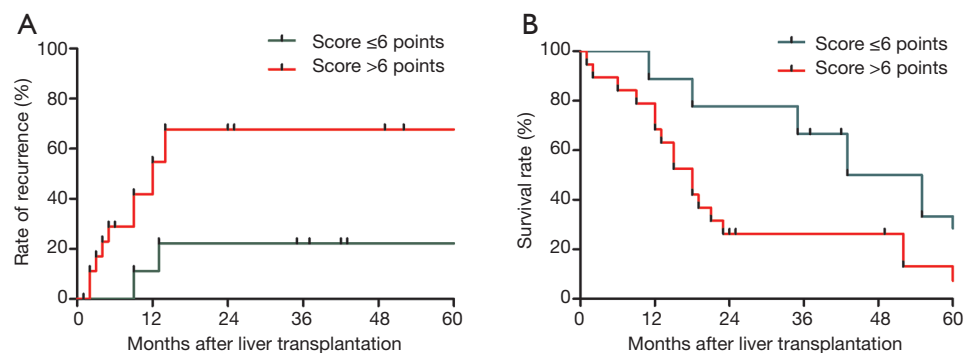 A
Score ≤6 points
Score >6 points
Rate of recurrence (%)
100
80
60
40
20
0
0 12 24 36 48 60
Months after liver transplantation
B
Score ≤6 points
Score >6 points
Survival rate (%)
100
80
60
40
20
0
0 12 24 36 48 60
Months after liver transplantation